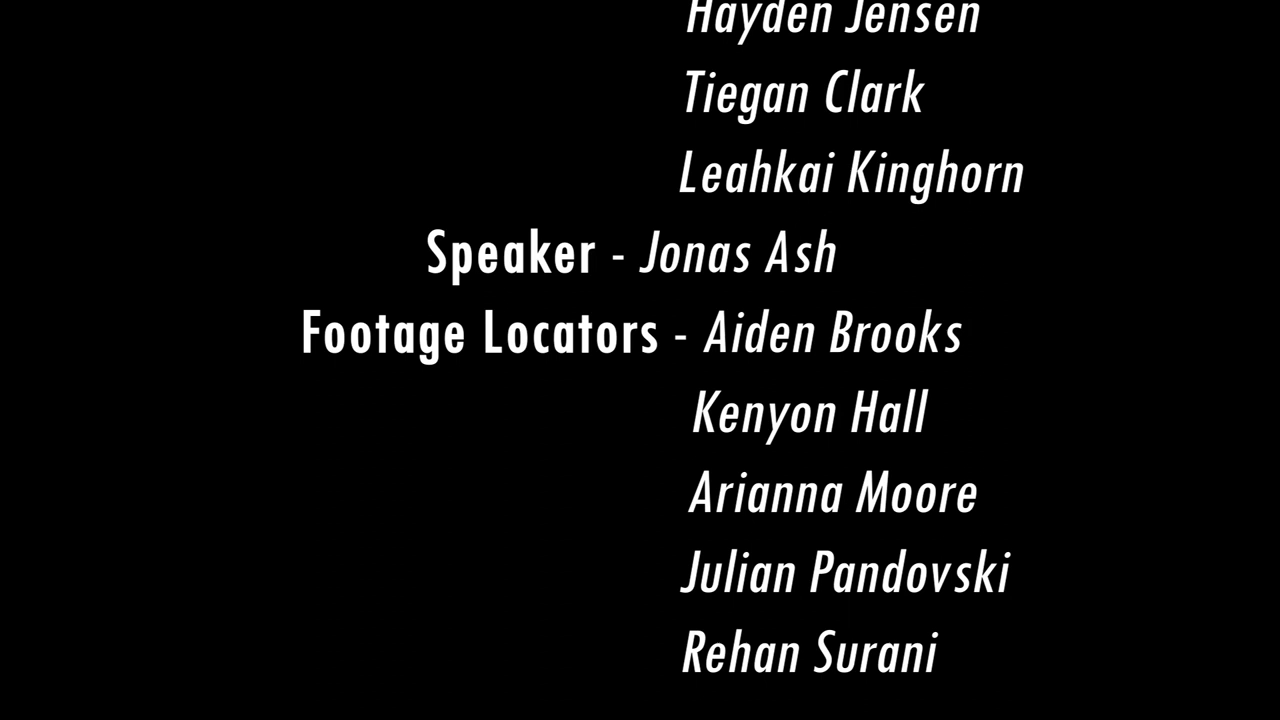 Hayden Jensen
Tiegan Clark
Leahkai Kinghorn
Speaker - Jonas Ash
Footage Locators - Aiden Brooks
Kenyon Hall
Arianna Moore
Julian Pandovski
Rehan Surani